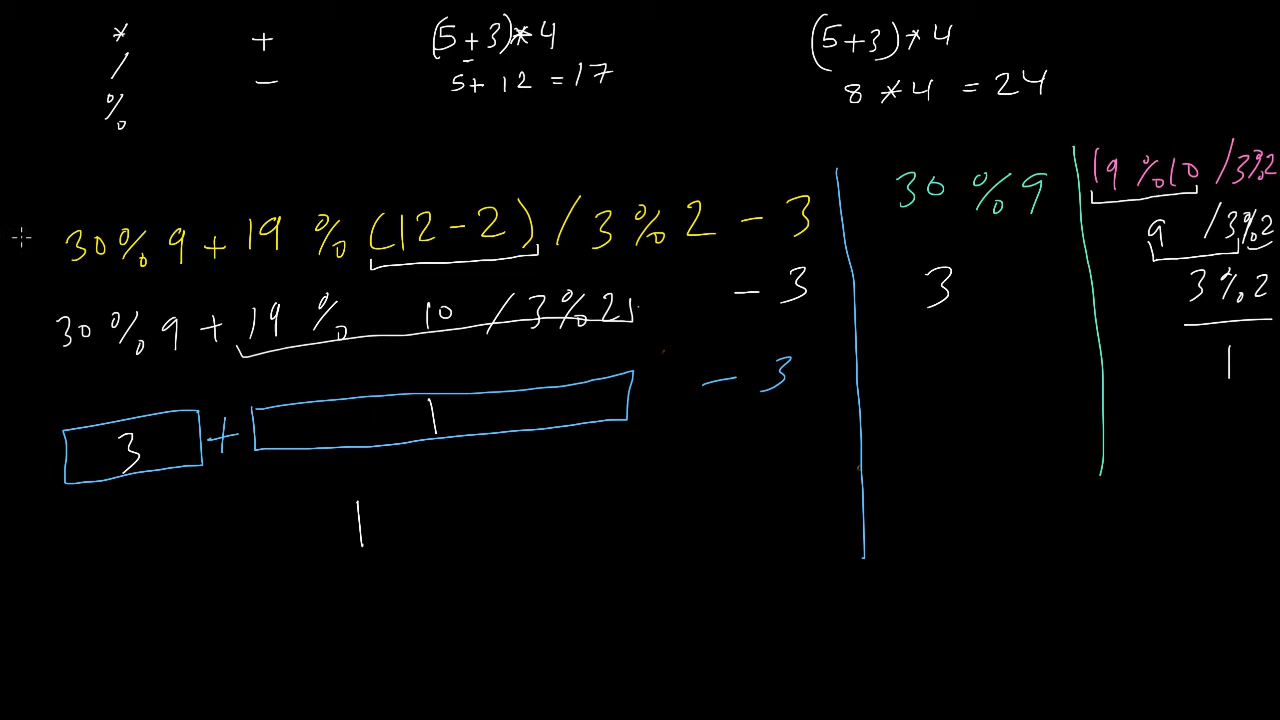 * + (5+3)*4 (5+3)*4
/ - 5+ 12 = 17 8 * 4 = 24
%
30 % 9 + 19 % (12 - 2) / 3 % 2 - 3
30 % 9 + 19 % 10 / 3 % 2 - 3
3 + 1 - 3
1
30 % 9
3
19 % 10 / 3 % 2
9 / 3 % 2
3 % 2
1